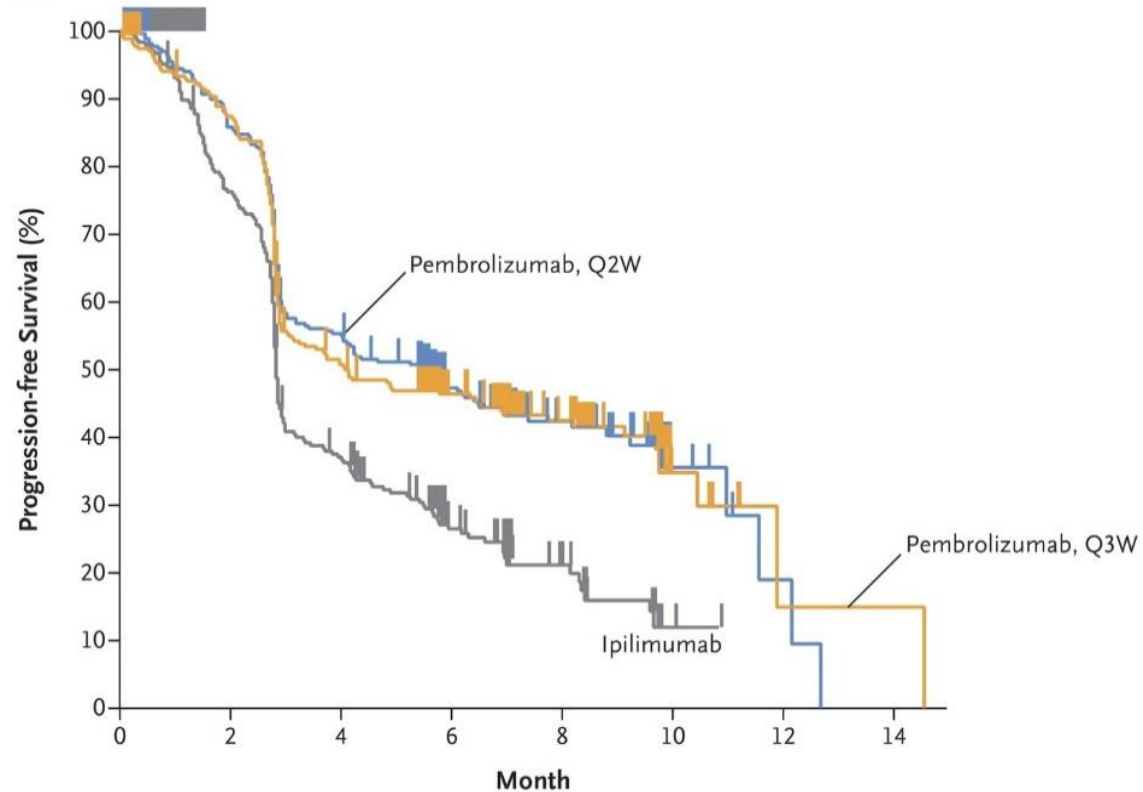 Progression-free Survival (%)
100
90
80
70
60
50
40
30
20
10
0
Pembrolizumab, Q2W
Pembrolizumab, Q3W
Ipilimumab
0 2 4 6 8 10 12 14
Month